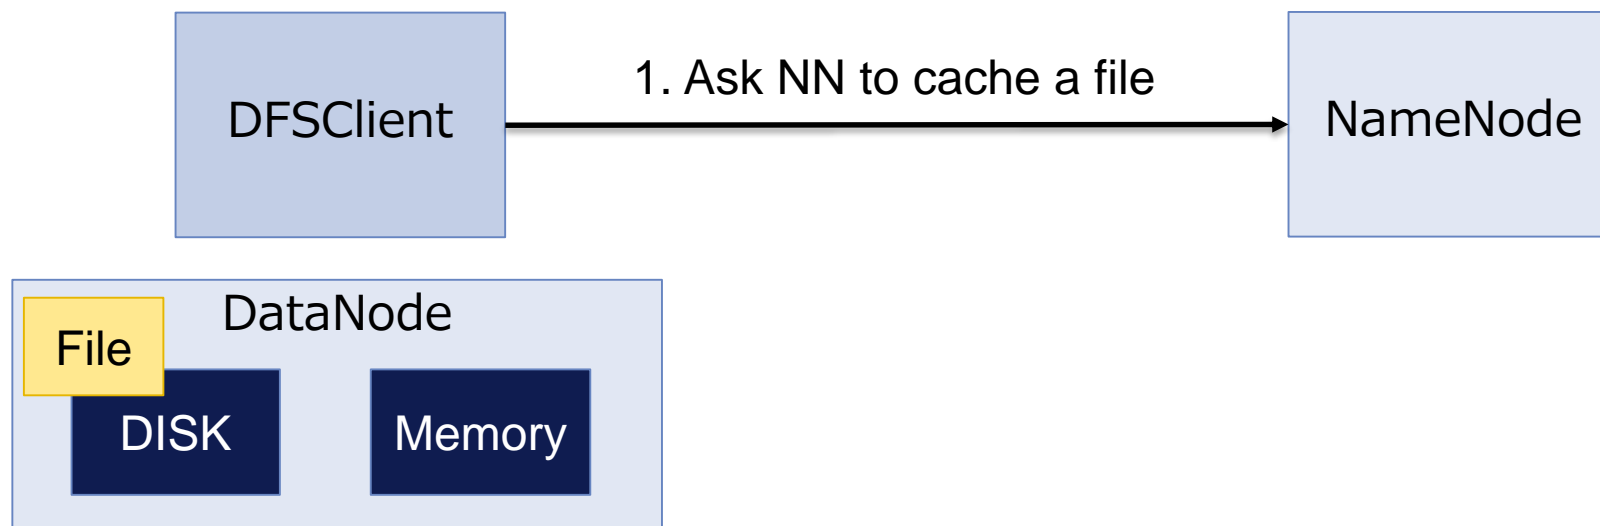 1. Ask NN to cache a file
DFSClient
NameNode
DataNode
File
DISK
Memory